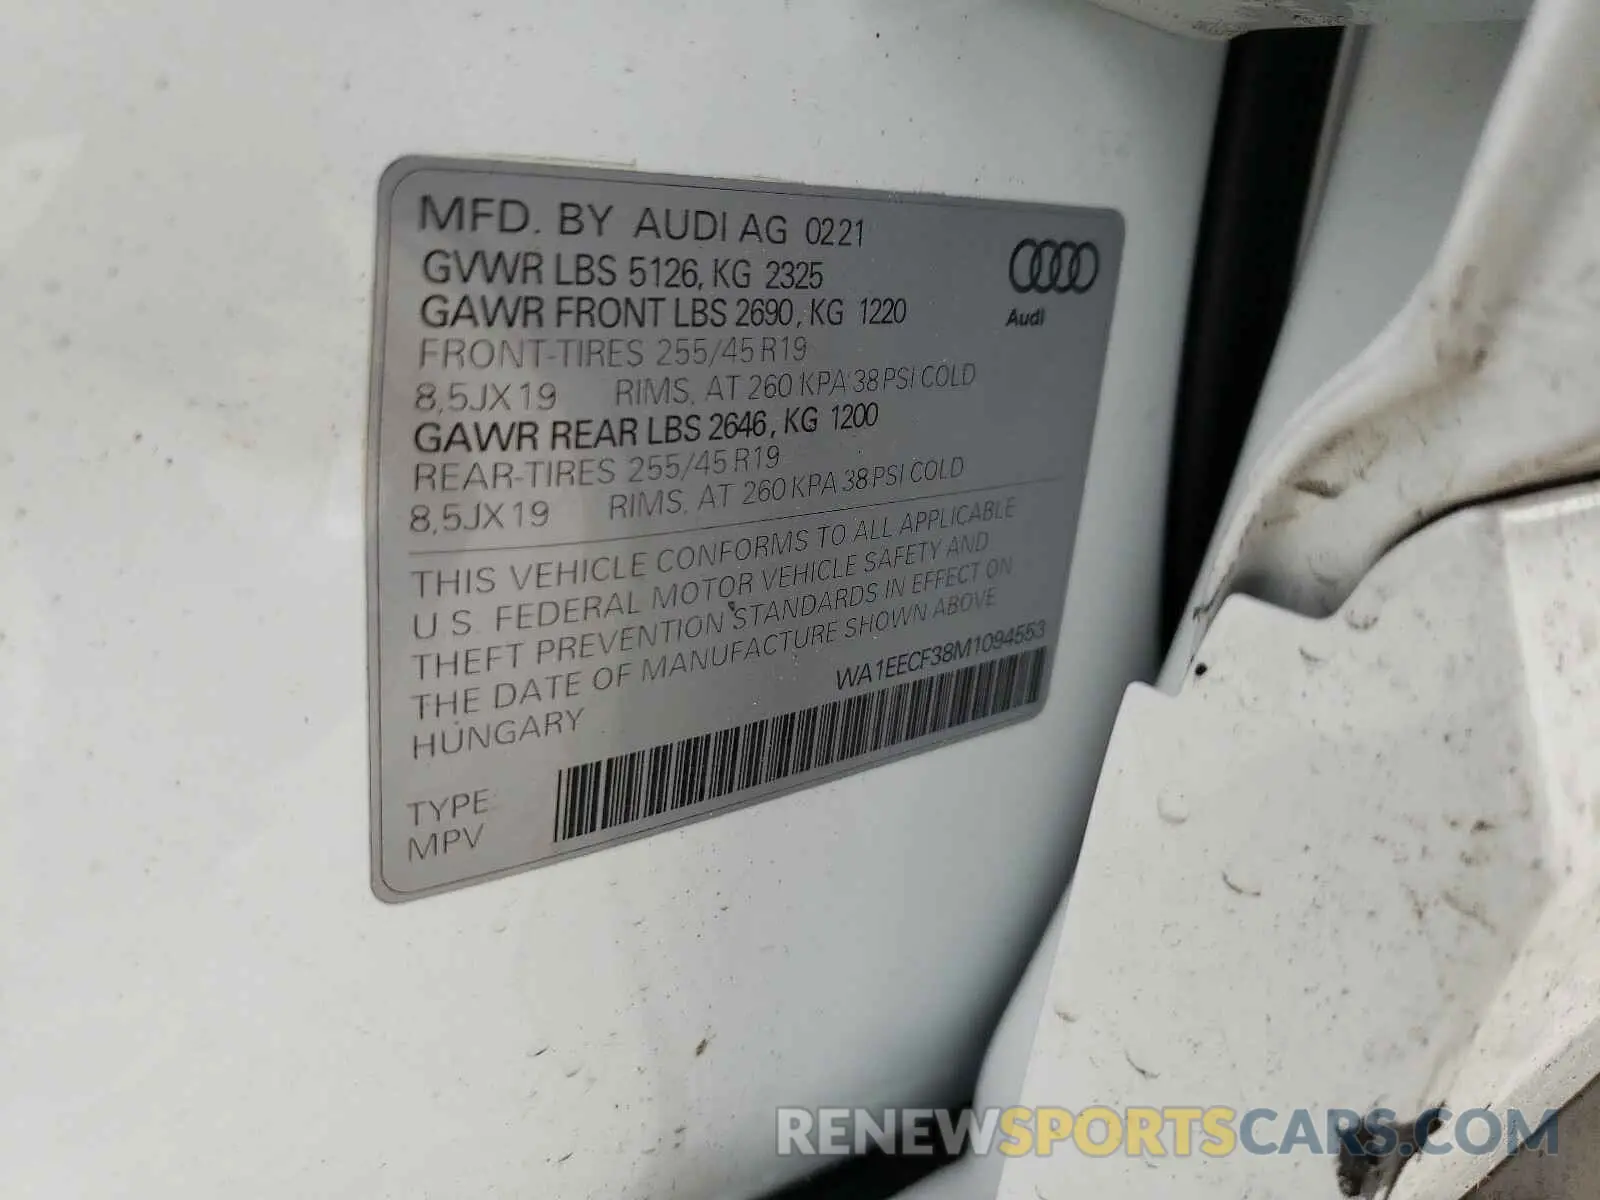 MFD. BY AUDI AG 0221
GVWR LBS 5126, KG 2325
GAWR FRONT LBS 2690, KG 1220
FRONT-TIRES 255/45 R19
8,5JX19 RIMS, AT 260 KPA 38 PSI COLD
GAWR REAR LBS 2646, KG 1200
REAR-TIRES 255/45 R19
8,5JX19 RIMS, AT 260 KPA 38 PSI COLD
Audi
THIS VEHICLE CONFORMS TO ALL APPLICABLE
U.S. FEDERAL MOTOR VEHICLE SAFETY AND
THEFT PREVENTION STANDARDS IN EFFECT ON
THE DATE OF MANUFACTURE SHOWN ABOVE
HUNGARY
WA1EECF38M1094553
TYPE:
MPV
RENEWSPORTSCARS.COM